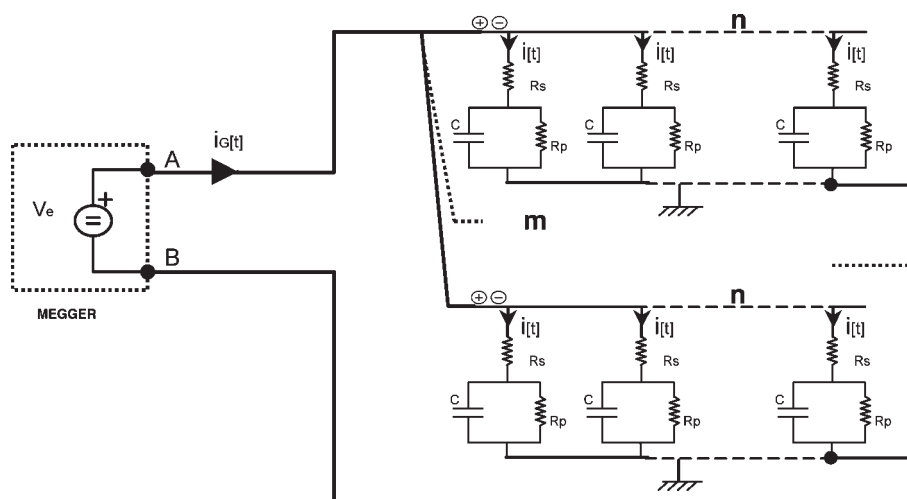 ⊕ ⊖ n
i[t] i[t] i[t]
Rs Rs Rs
C Rp C Rp C Rp
A iG[t]
Ve + =
m
B
MEGGER
⊕ ⊖ n
i[t] i[t] i[t]
Rs Rs Rs
C Rp C Rp C Rp